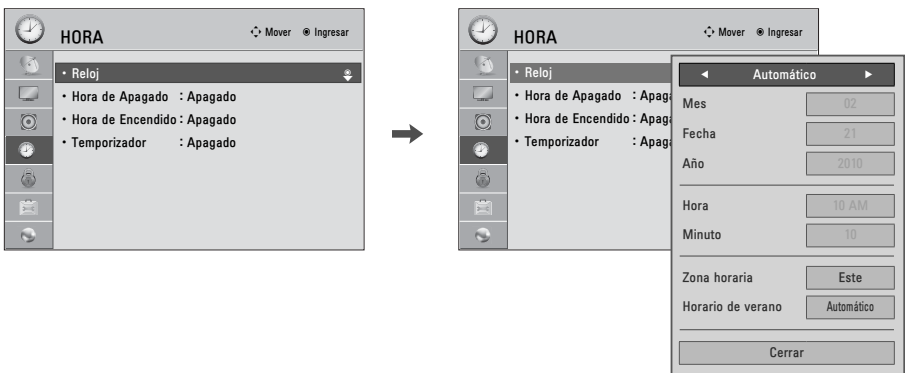 HORA
Mover Ingresar
• Reloj
• Hora de Apagado : Apagado
• Hora de Encendido : Apagado
• Temporizador : Apagado
HORA
Mover Ingresar
• Reloj
• Hora de Apagado : Apaga
• Hora de Encendido : Apaga
• Temporizador : Apaga
◄ Automático ►
Mes 02
Fecha 21
Año 2010
Hora 10 AM
Minuto 10
Zona horaria Este
Horario de verano Automático
Cerrar